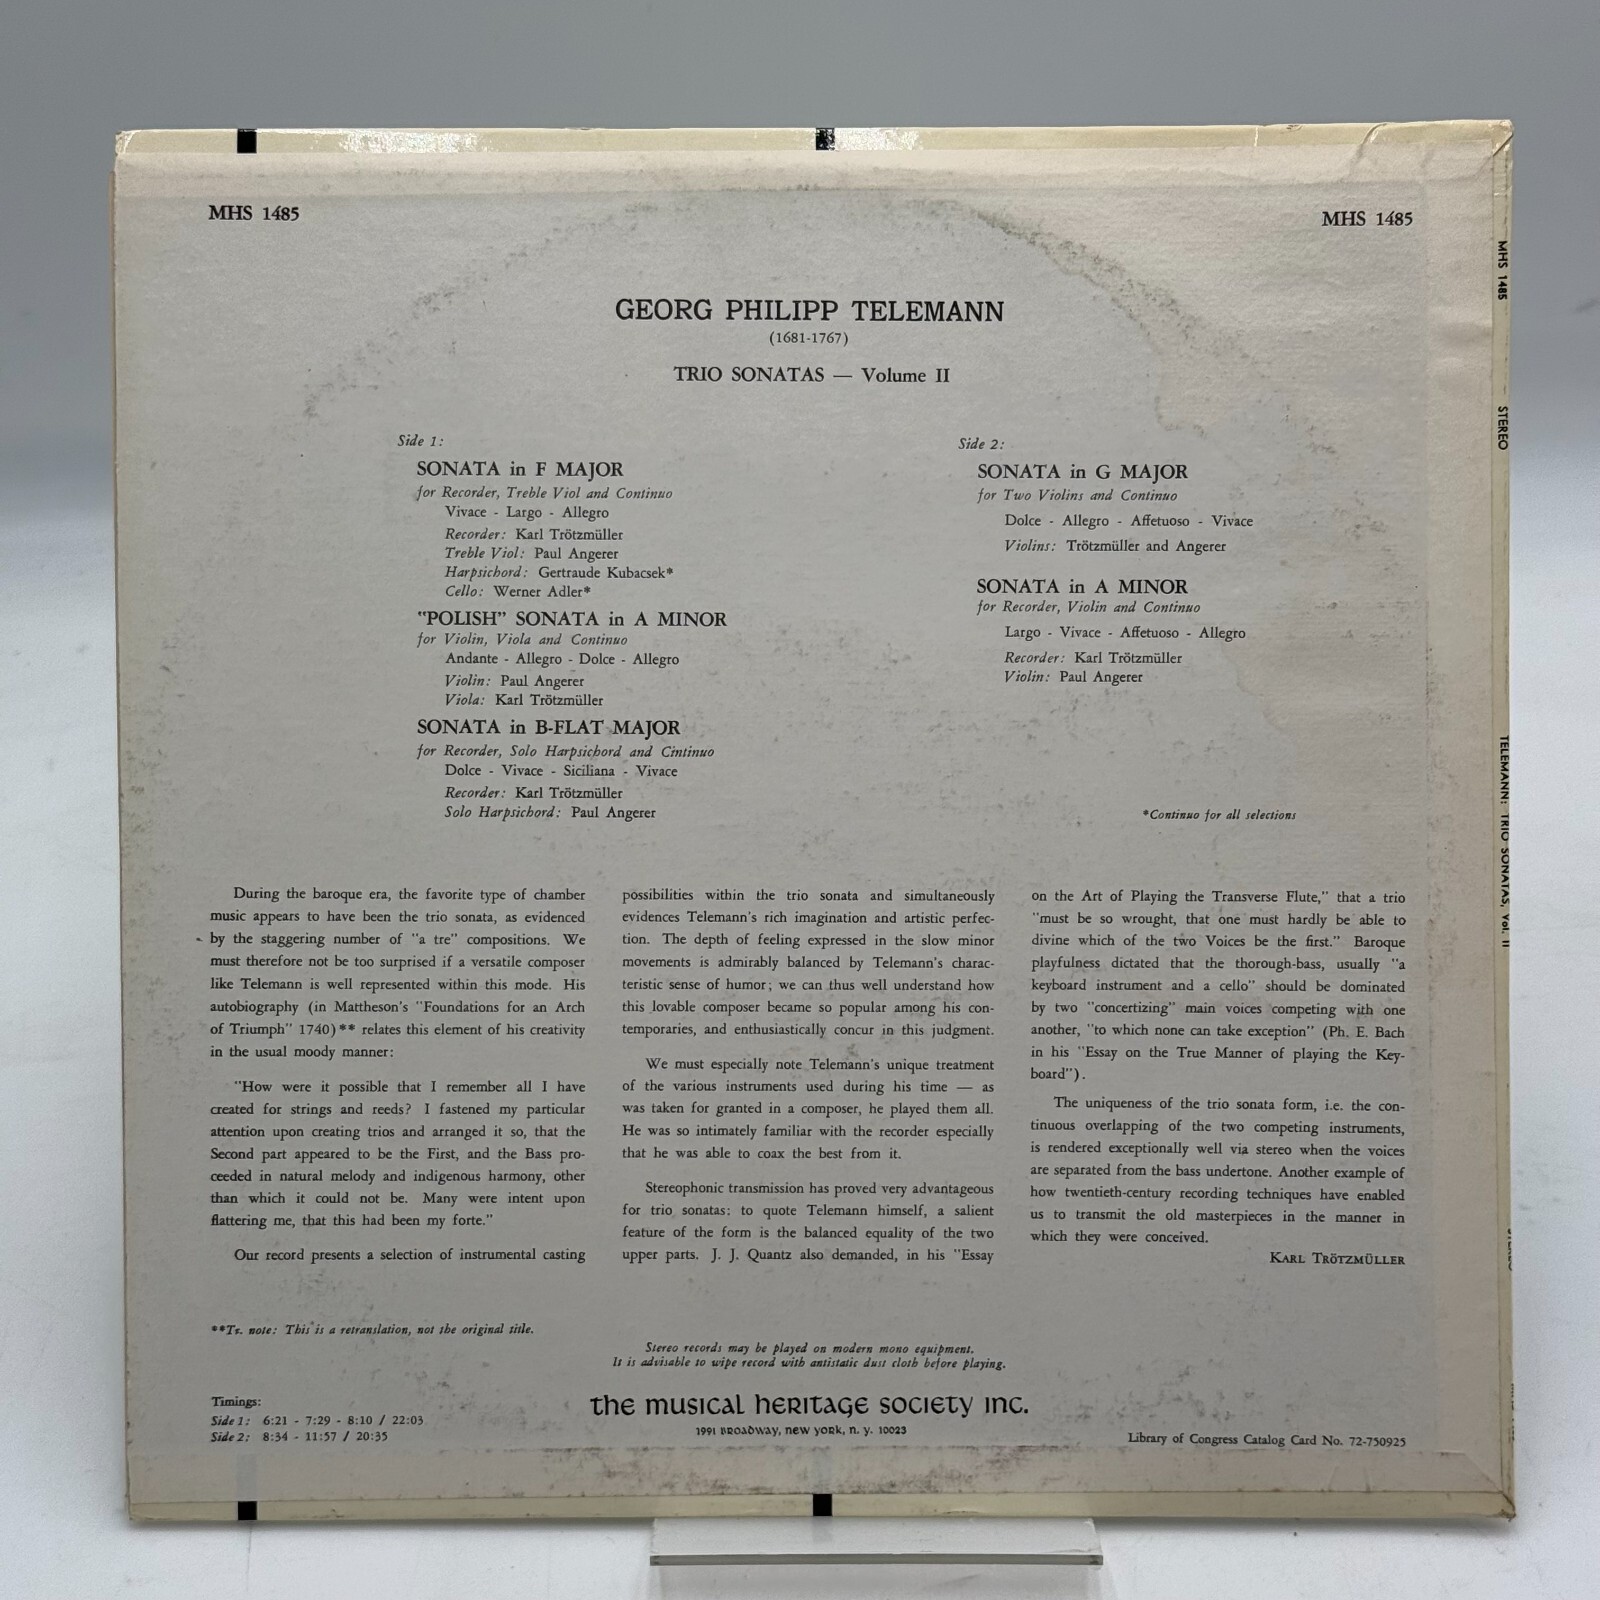 MHS 1485
MHS 1485
GEORG PHILIPP TELEMANN
(1681-1767)
TRIO SONATAS — Volume II
Side 1:
SONATA in F MAJOR
for Recorder, Treble Viol and Continuo
Vivace - Largo - Allegro
Recorder: Karl Trötzmüller
Treble Viol: Paul Angerer
Harpsichord: Gertraude Kubacsek*
Cello: Werner Adler*
"POLISH" SONATA in A MINOR
for Violin, Viola and Continuo
Andante - Allegro - Dolce - Allegro
Violin: Paul Angerer
Viola: Karl Trötzmüller
SONATA in B-FLAT MAJOR
for Recorder, Solo Harpsichord and Cintinuo
Dolce - Vivace - Siciliana - Vivace
Recorder: Karl Trötzmüller
Solo Harpsichord: Paul Angerer
Side 2:
SONATA in G MAJOR
for Two Violins and Continuo
Dolce - Allegro - Affetuoso - Vivace
Violins: Trötzmüller and Angerer
SONATA in A MINOR
for Recorder, Violin and Continuo
Largo - Vivace - Affetuoso - Allegro
Recorder: Karl Trötzmüller
Violin: Paul Angerer
*Continuo for all selections
During the baroque era, the favorite type of chamber
music appears to have been the trio sonata, as evidenced
by the staggering number of "a tre" compositions. We
must therefore not be too surprised if a versatile composer
like Telemann is well represented within this mode. His
autobiography (in Mattheson's "Foundations for an Arch
of Triumph" 1740)** relates this element of his creativity
in the usual moody manner:
"How were it possible that I remember all I have
created for strings and reeds? I fastened my particular
attention upon creating trios and arranged it so, that the
Second part appeared to be the First, and the Bass pro-
ceeded in natural melody and indigenous harmony, other
than which it could not be. Many were intent upon
flattering me, that this had been my forte."
Our record presents a selection of instrumental casting
possibilities within the trio sonata and simultaneously
evidences Telemann's rich imagination and artistic perfec-
tion. The depth of feeling expressed in the slow minor
movements is admirably balanced by Telemann's charac-
teristic sense of humor; we can thus well understand how
this lovable composer became so popular among his con-
temporaries, and enthusiastically concur in this judgment.
We must especially note Telemann's unique treatment
of the various instruments used during his time — as
was taken for granted in a composer, he played them all.
He was so intimately familiar with the recorder especially
that he was able to coax the best from it.
Stereophonic transmission has proved very advantageous
for trio sonatas; to quote Telemann himself, a salient
feature of the form is the balanced equality of the two
upper parts. J. J. Quantz also demanded, in his "Essay
on the Art of Playing the Transverse Flute," that a trio
"must be so wrought, that one must hardly be able to
divine which of the two Voices be the first." Baroque
playfulness dictated that the thorough-bass, usually "a
keyboard instrument and a cello" should be dominated
by two "concertizing" main voices competing with one
another, "to which none can take exception" (Ph. E. Bach
in his "Essay on the True Manner of playing the Key-
board").
The uniqueness of the trio sonata form, i.e. the con-
tinuous overlapping of the two competing instruments,
is rendered exceptionally well via stereo when the voices
are separated from the bass undertone. Another example of
how twentieth-century recording techniques have enabled
us to transmit the old masterpieces in the manner in
which they were conceived.
KARL TRÖTZMÜLLER
**Tr. note: This is a retranslation, not the original title.
Stereo records may be played on modern mono equipment.
It is advisable to wipe record with antistatic dust cloth before playing.
Timings:
Side 1: 6:21 - 7:29 - 8:10 / 22:03
Side 2: 8:34 - 11:57 / 20:35
the musical heritage society inc.
1991 BROADWAY, NEW YORK, N. Y. 10023
Library of Congress Catalog Card No. 72-750925
MHS 1485
STEREO
TELEMANN: TRIO SONATAS, Vol. II